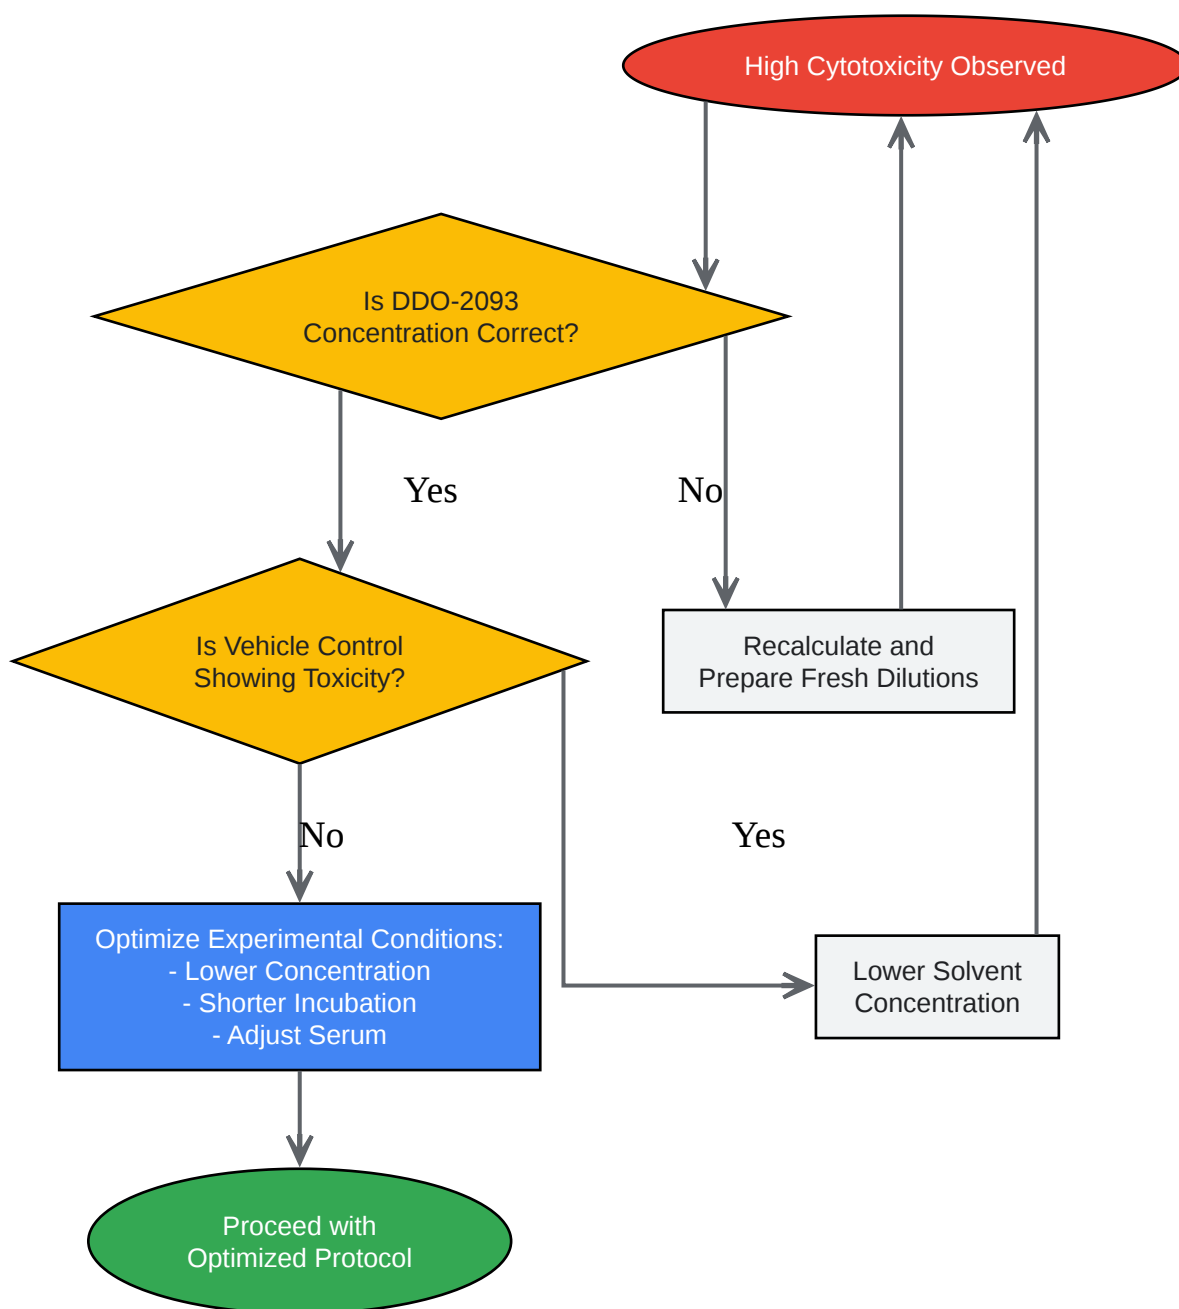 High Cytotoxicity Observed
Is DDO-2093
Concentration Correct?
Yes
No
Is Vehicle Control
Showing Toxicity?
Recalculate and
Prepare Fresh Dilutions
No
Yes
Optimize Experimental Conditions:
- Lower Concentration
- Shorter Incubation
- Adjust Serum
Lower Solvent
Concentration
Proceed with
Optimized Protocol